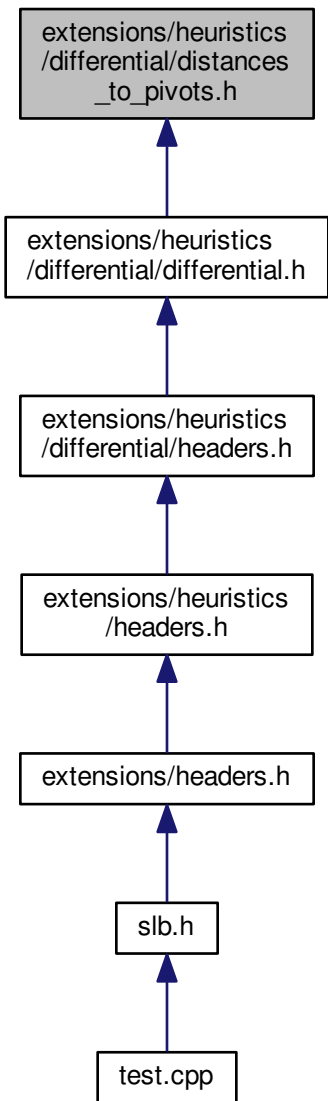 extensions/heuristics
/differential/distances
_to_pivots.h
extensions/heuristics
/differential/differential.h
extensions/heuristics
/differential/headers.h
extensions/heuristics
/headers.h
extensions/headers.h
slb.h
test.cpp